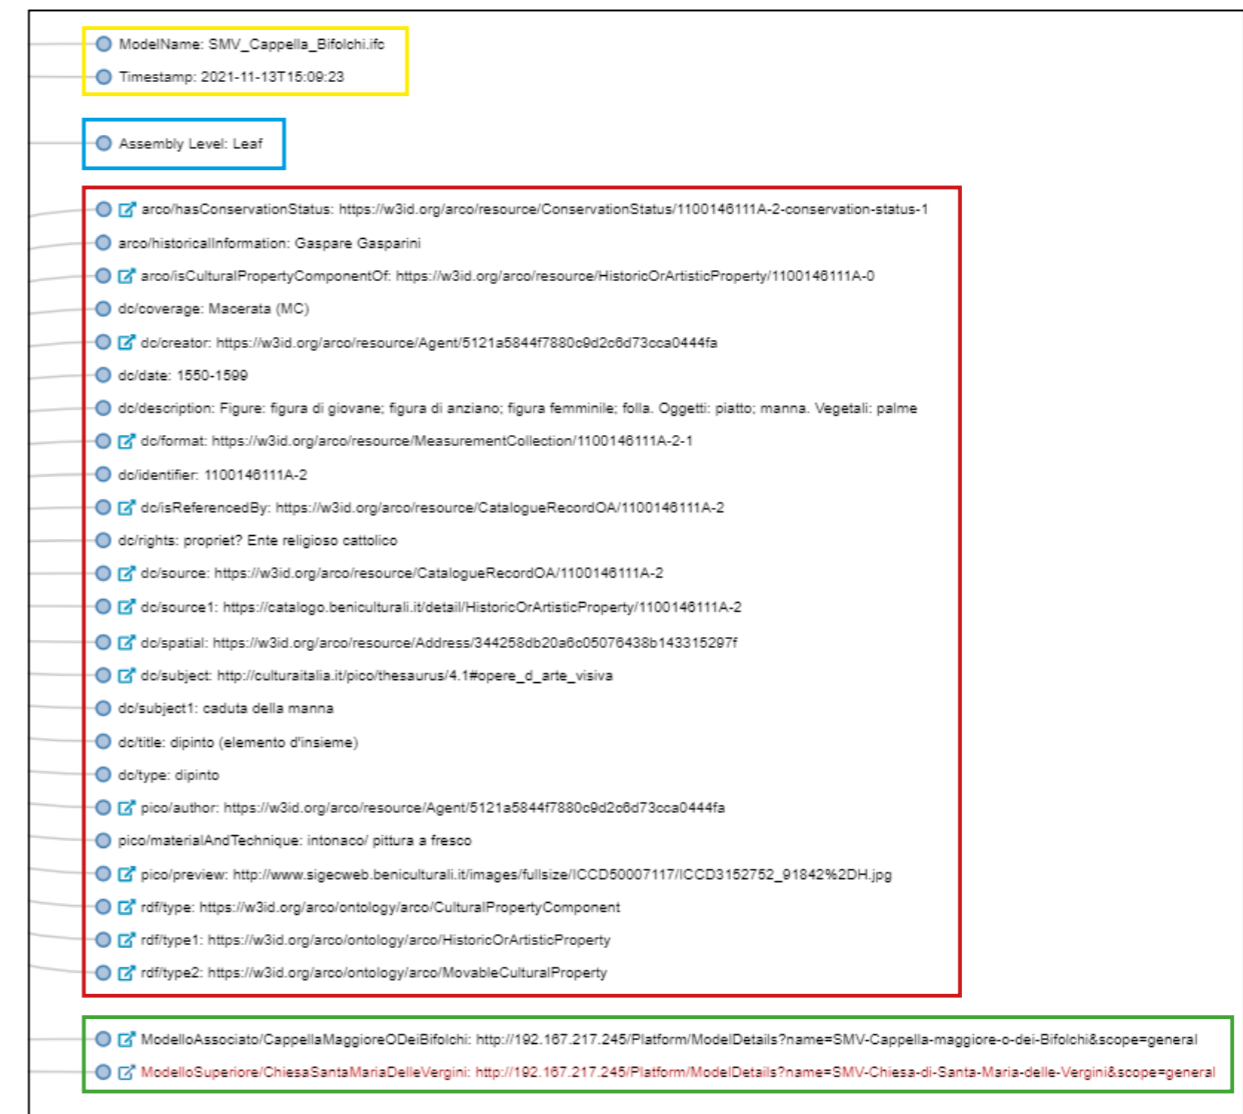 ModelName: SMV_Cappella_Bifolchi.ifc
Timestamp: 2021-11-13T15:09:23
Assembly Level: Leaf
arco/hasConservationStatus: https://w3id.org/arco/resource/ConservationStatus/1100146111A-2-conservation-status-1
arco/historicalInformation: Gaspare Gasparini
arco/isCulturalPropertyComponentOf: https://w3id.org/arco/resource/HistoricOrArtisticProperty/1100146111A-0
dc/coverage: Macerata (MC)
dc/creator: https://w3id.org/arco/resource/Agent/5121a5844f7880c9d2c6d73cca0444fa
dc/date: 1550-1599
dc/description: Figure: figura di giovane; figura di anziano; figura femminile; folla. Oggetti: piatto; manna. Vegetali: palme
dc/format: https://w3id.org/arco/resource/MeasurementCollection/1100146111A-2-1
dc/identifier: 1100146111A-2
dc/isReferencedBy: https://w3id.org/arco/resource/CatalogueRecordOA/1100146111A-2
dc/rights: propriet? Ente religioso cattolico
dc/source: https://w3id.org/arco/resource/CatalogueRecordOA/1100146111A-2
dc/source1: https://catalogo.beniculturali.it/detail/HistoricOrArtisticProperty/1100146111A-2
dc/spatial: https://w3id.org/arco/resource/Address/344258db20a6c05076438b143315297f
dc/subject: http://culturaitalia.it/pico/thesaurus/4.1#opere_d_arte_visiva
dc/subject1: caduta della manna
dc/title: dipinto (elemento d'insieme)
dc/type: dipinto
pico/author: https://w3id.org/arco/resource/Agent/5121a5844f7880c9d2c6d73cca0444fa
pico/materialAndTechnique: intonaco/ pittura a fresco
pico/preview: http://www.sigecweb.beniculturali.it/images/fullsize/ICCD50007117/ICCD3152752_91842%2DH.jpg
rdf/type: https://w3id.org/arco/ontology/arco/CulturalPropertyComponent
rdf/type1: https://w3id.org/arco/ontology/arco/HistoricOrArtisticProperty
rdf/type2: https://w3id.org/arco/ontology/arco/MovableCulturalProperty
ModelloAssociato/CappellaMaggioreODeiBifolchi: http://192.167.217.245/Platform/ModelDetails?name=SMV-Cappella-maggiore-o-dei-Bifolchi&scope=general
ModelloSuperiore/ChiesaSantaMariaDelleVergini: http://192.167.217.245/Platform/ModelDetails?name=SMV-Chiesa-di-Santa-Maria-delle-Vergini&scope=general